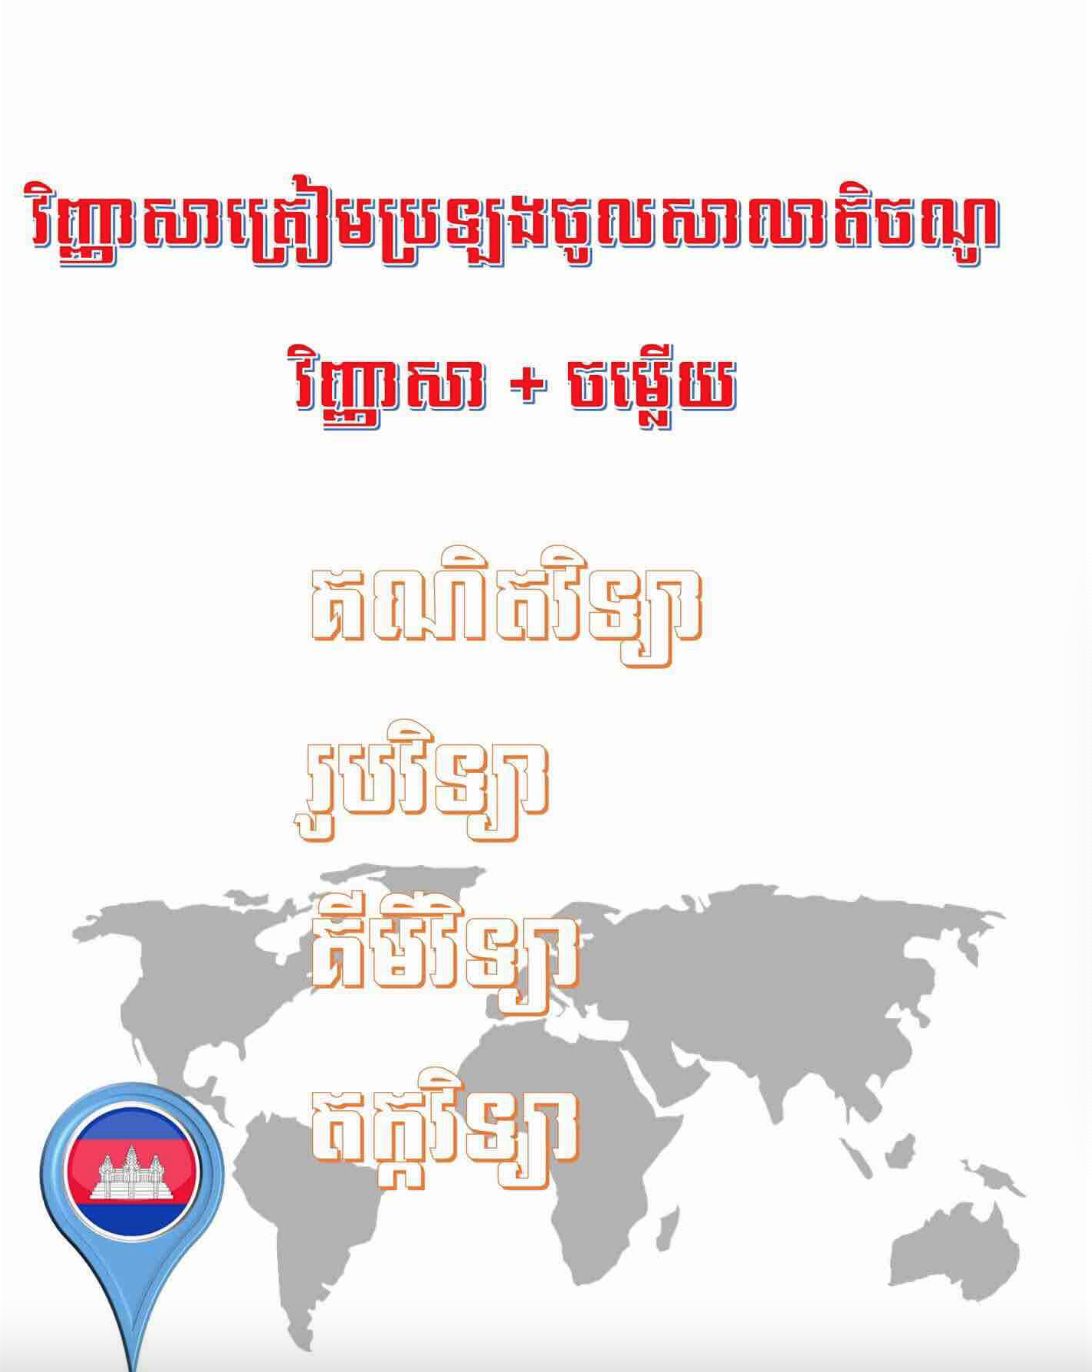 វិញ្ញាសាត្រៀមប្រឡងចូលសាលាតិចណូ
វិញ្ញាសា + ចម្លើយ
គណិតវិទ្យា
រូបវិទ្យា
គីមីវិទ្យា
តក្កវិទ្យា